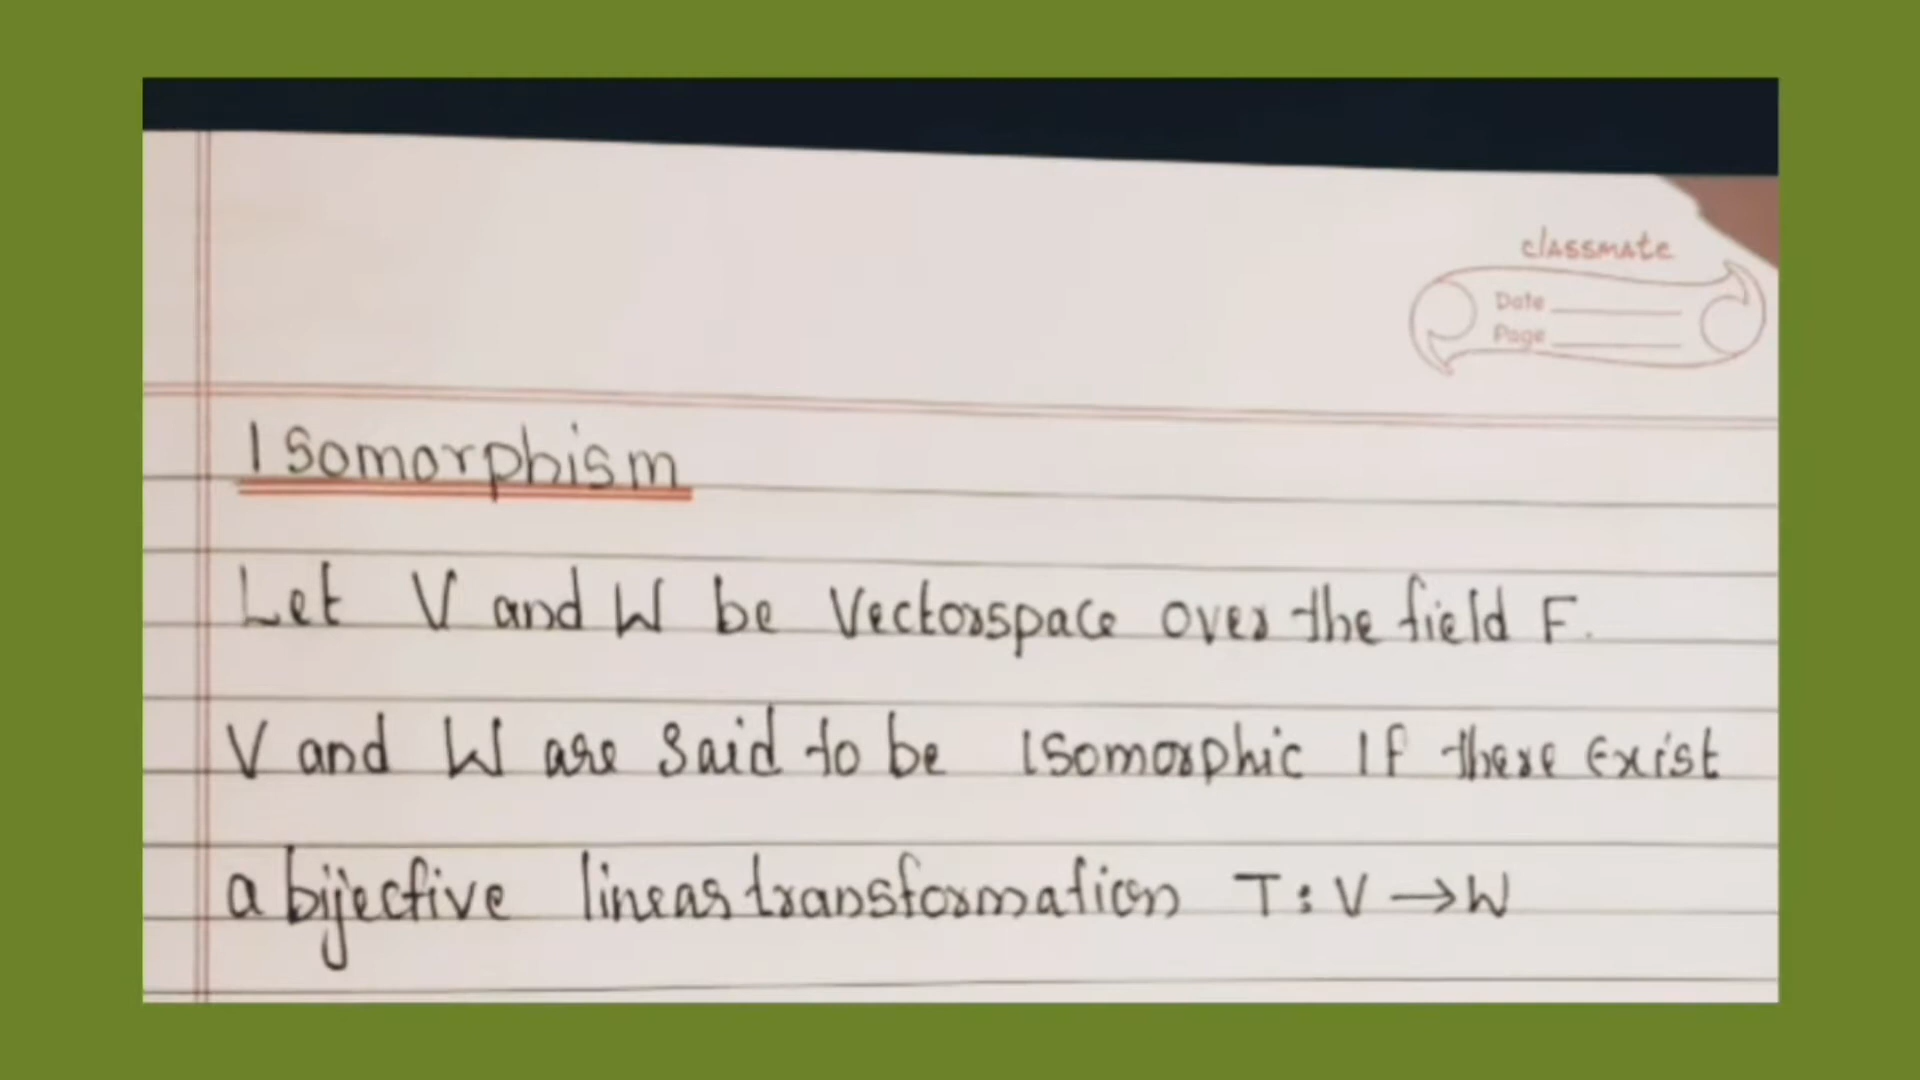 classmate
Date
Page
Isomorphism
Let V and W be Vectorspace over the field F.
V and W are said to be Isomorphic If there Exist
a bijective linear transformation T : V → W